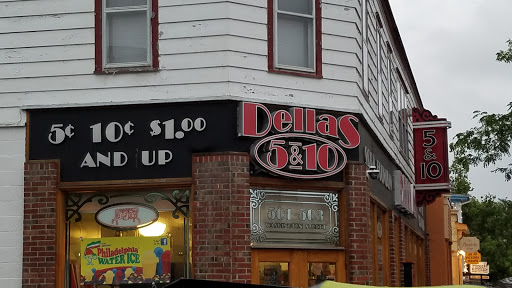 5¢ 10¢ $1.00
AND UP
Dellas
5&10
5
&10
Philadelphia
WATER ICE